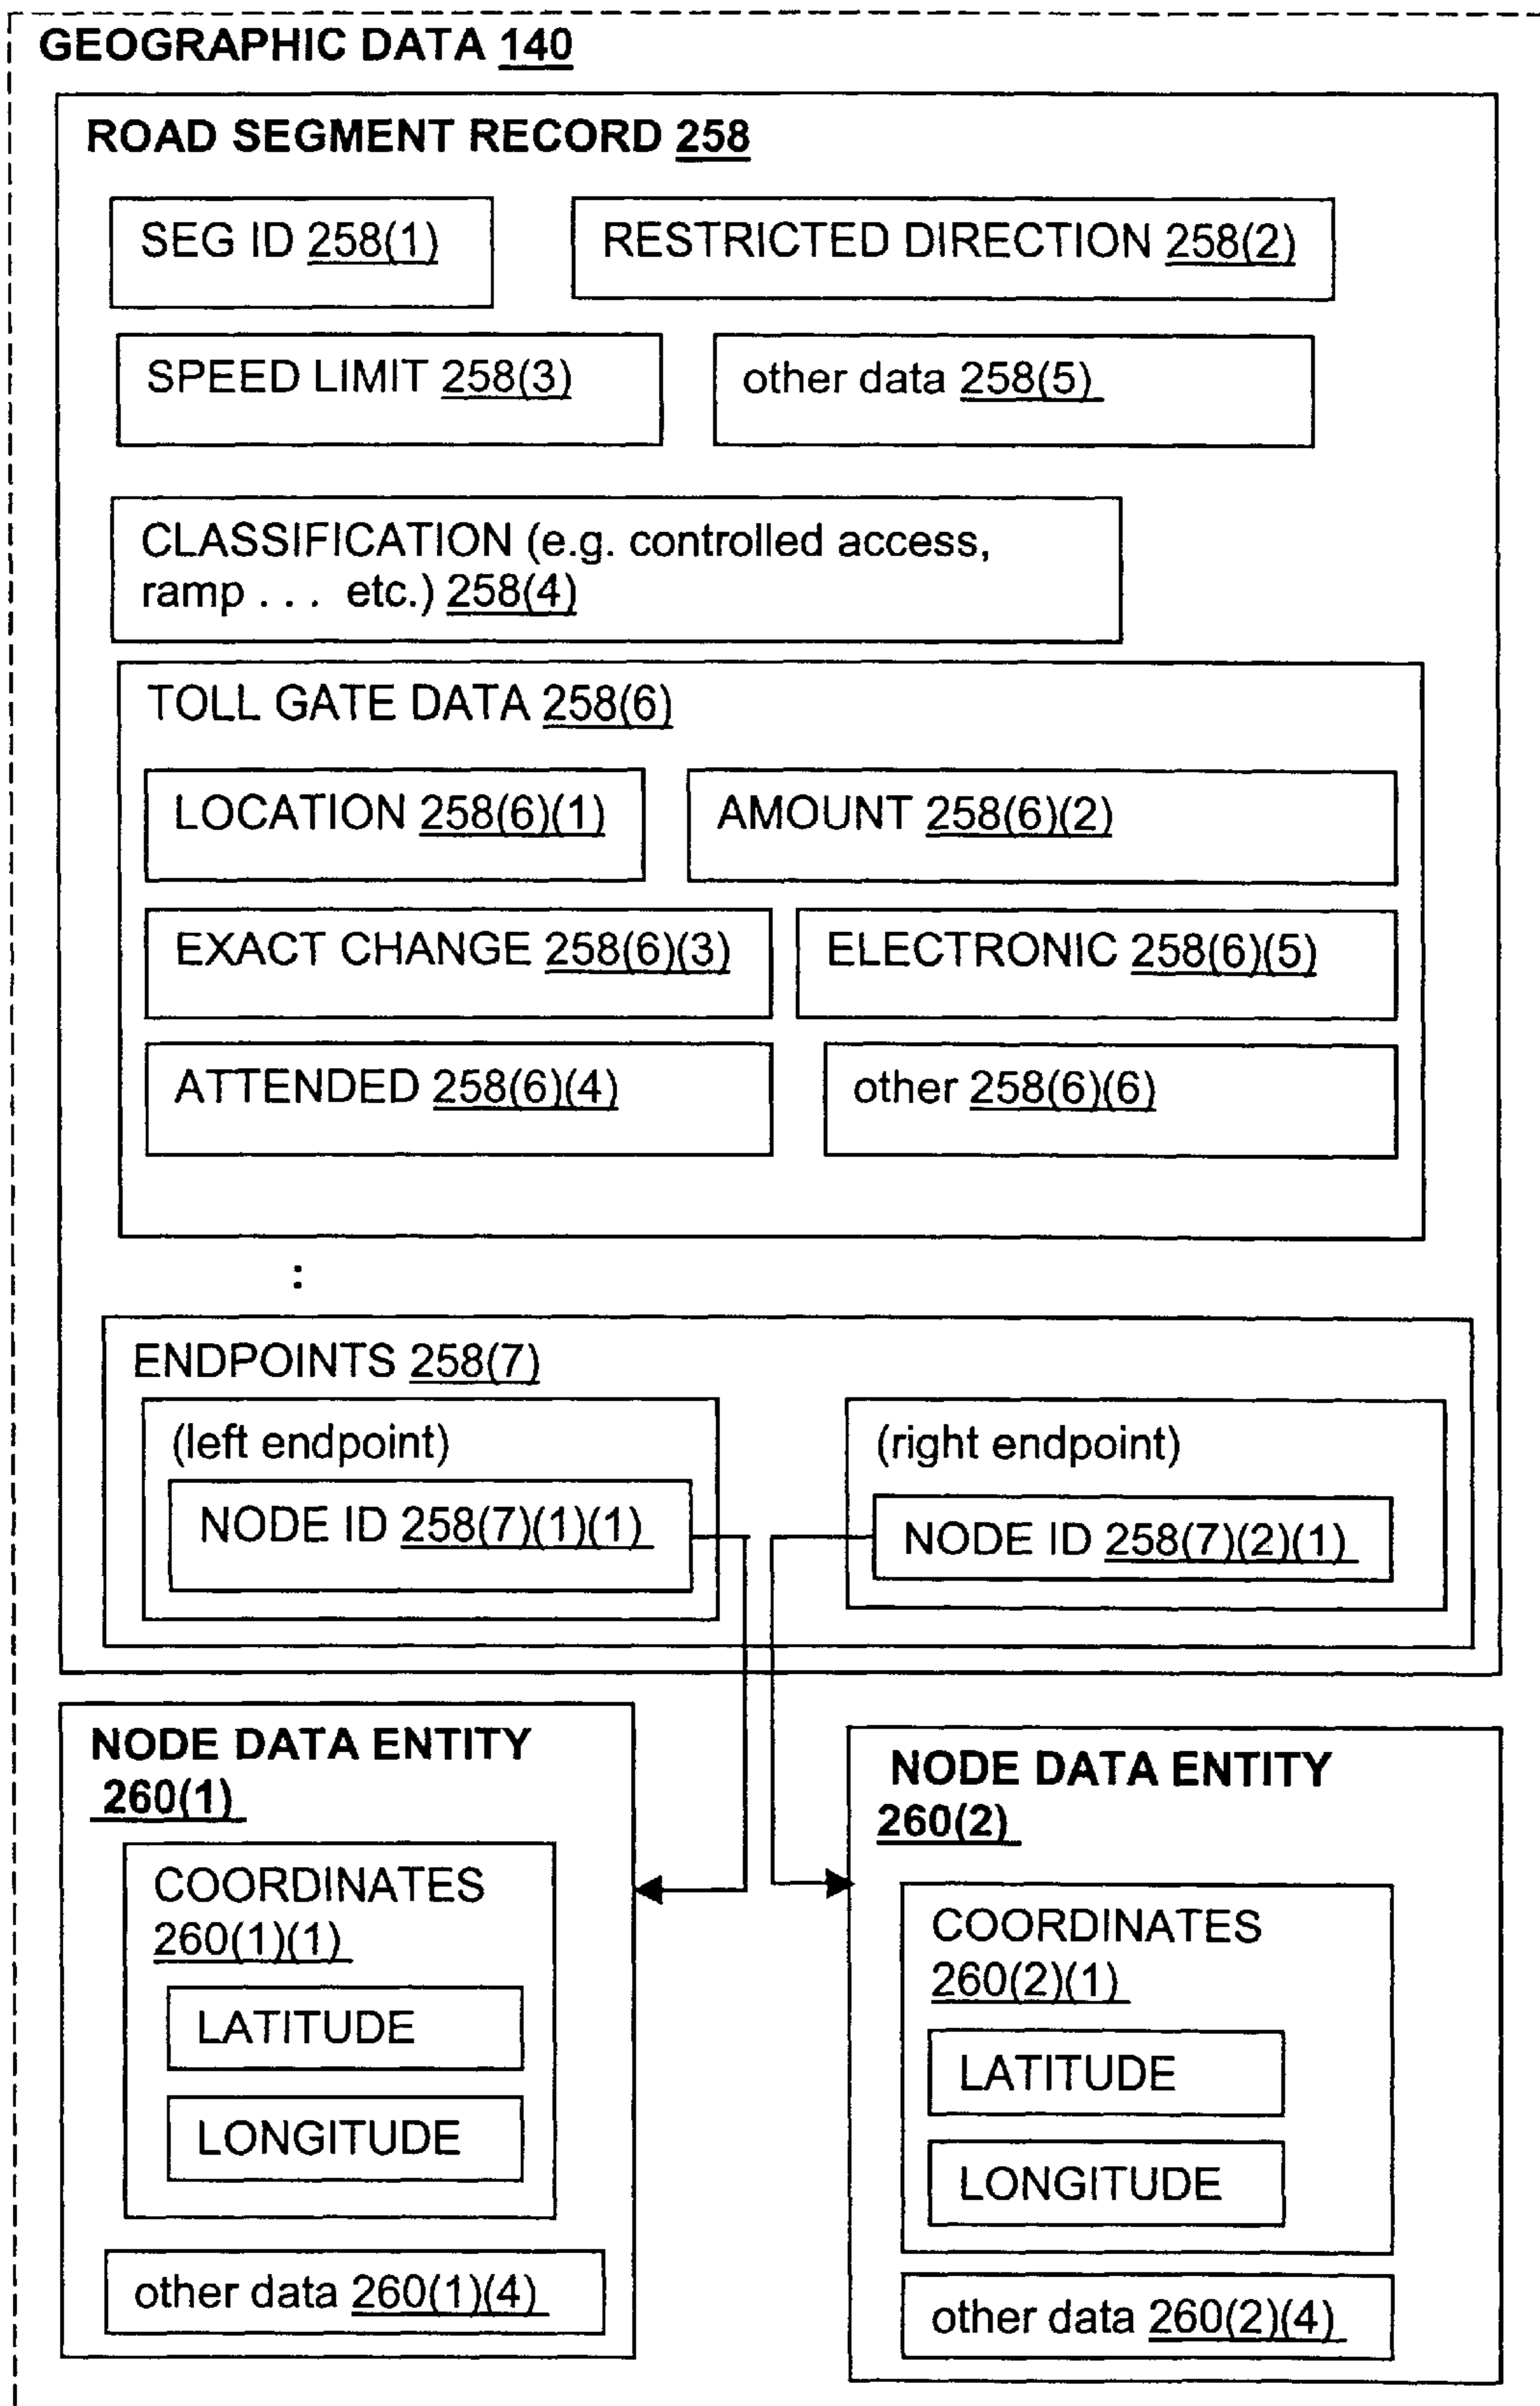 GEOGRAPHIC DATA 140
ROAD SEGMENT RECORD 258
SEG ID 258(1)
RESTRICTED DIRECTION 258(2)
SPEED LIMIT 258(3)
other data 258(5)
CLASSIFICATION (e.g. controlled access,
ramp . . . etc.) 258(4)
TOLL GATE DATA 258(6)
LOCATION 258(6)(1)
AMOUNT 258(6)(2)
EXACT CHANGE 258(6)(3)
ELECTRONIC 258(6)(5)
ATTENDED 258(6)(4)
other 258(6)(6)
:
ENDPOINTS 258(7)
(left endpoint)
NODE ID 258(7)(1)(1)
(right endpoint)
NODE ID 258(7)(2)(1)
NODE DATA ENTITY
260(1)
COORDINATES
260(1)(1)
LATITUDE
LONGITUDE
other data 260(1)(4)
NODE DATA ENTITY
260(2)
COORDINATES
260(2)(1)
LATITUDE
LONGITUDE
other data 260(2)(4)